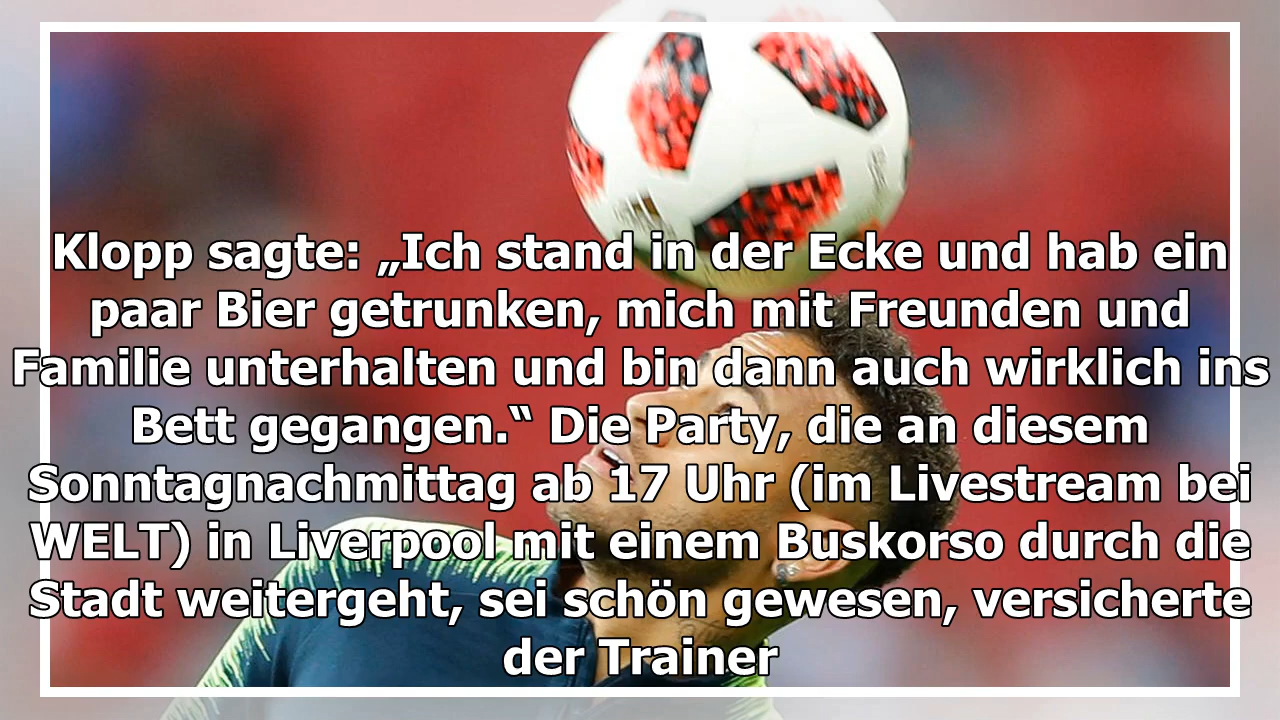 Klopp sagte: „Ich stand in der Ecke und hab ein
paar Bier getrunken, mich mit Freunden und
Familie unterhalten und bin dann auch wirklich ins
Bett gegangen.“ Die Party, die an diesem
Sonntagnachmittag ab 17 Uhr (im Livestream bei
WELT) in Liverpool mit einem Buskorso durch die
Stadt weitergeht, sei schön gewesen, versicherte
der Trainer